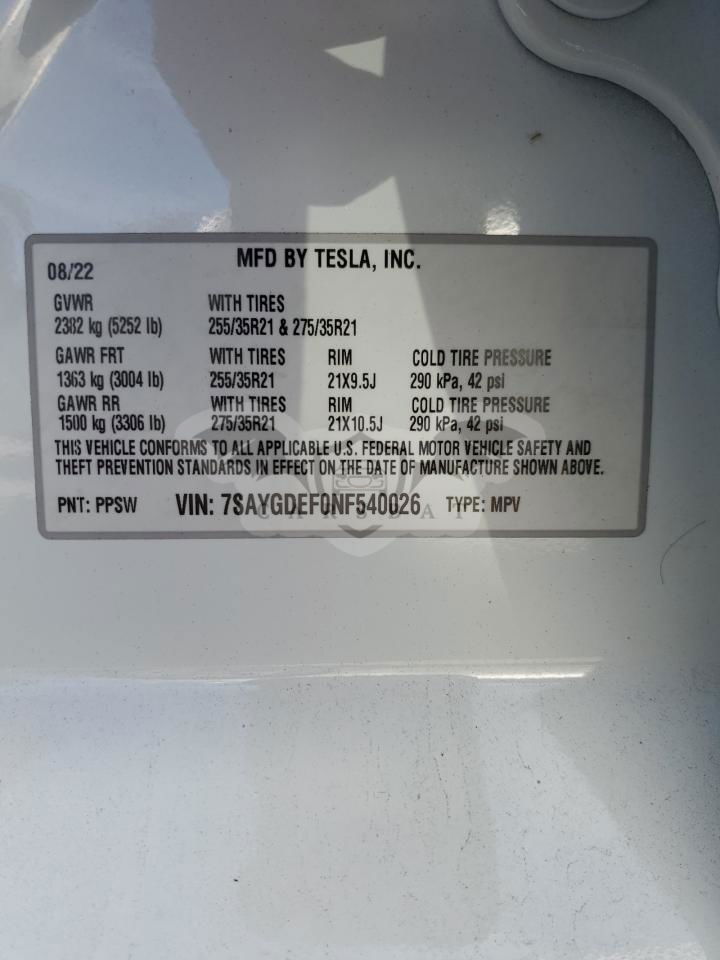 MFD BY TESLA, INC.
08/22
GVWR WITH TIRES
2382 kg (5252 lb) 255/35R21 & 275/35R21
GAWR FRT WITH TIRES RIM COLD TIRE PRESSURE
1363 kg (3004 lb) 255/35R21 21X9.5J 290 kPa, 42 psi
GAWR RR WITH TIRES RIM COLD TIRE PRESSURE
1500 kg (3306 lb) 275/35R21 21X10.5J 290 kPa, 42 psi
THIS VEHICLE CONFORMS TO ALL APPLICABLE U.S. FEDERAL MOTOR VEHICLE SAFETY AND
THEFT PREVENTION STANDARDS IN EFFECT ON THE DATE OF MANUFACTURE SHOWN ABOVE.
PNT: PPSW VIN: 7SAYGDEF0NF540026 TYPE: MPV
CARSDAT